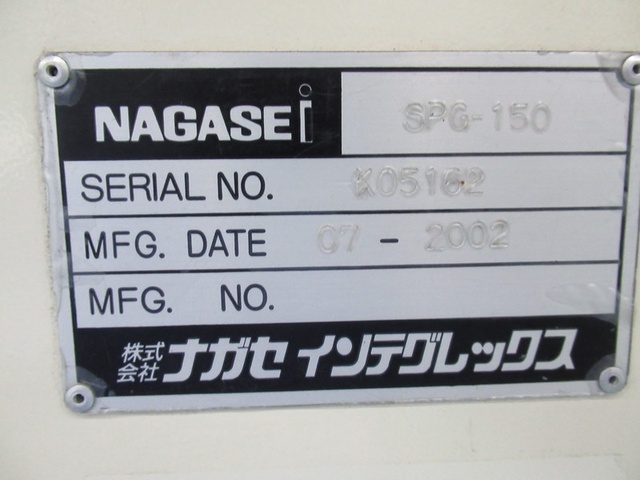 NAGASEi SPG-150
SERIAL NO. K05162
MFG. DATE 07-2002
MFG. NO.
株式会社 ナガセ インテグレックス